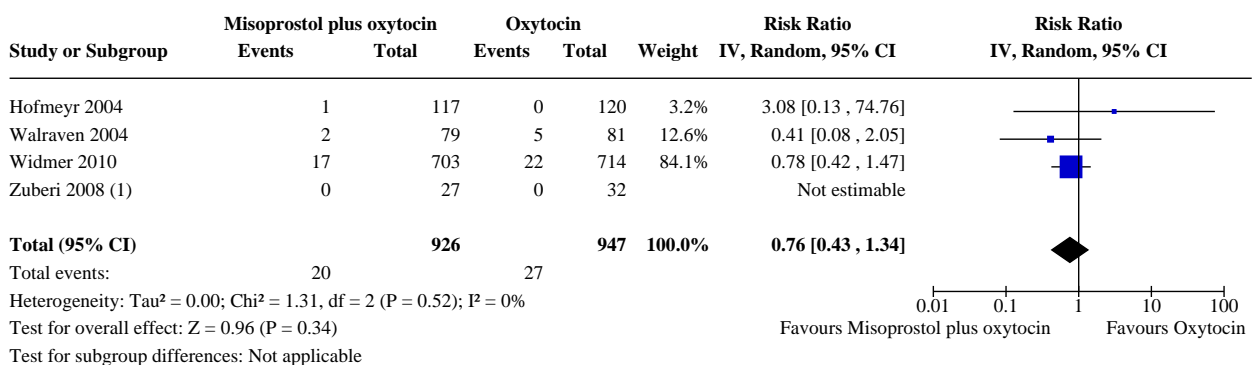 Misoprostol plus oxytocin Oxytocin Risk Ratio Risk Ratio
Study or Subgroup Events Total Events Total Weight IV, Random, 95% CI IV, Random, 95% CI
Hofmeyr 2004 1 117 0 120 3.2% 3.08 [0.13 , 74.76]
Walraven 2004 2 79 5 81 12.6% 0.41 [0.08 , 2.05]
Widmer 2010 17 703 22 714 84.1% 0.78 [0.42 , 1.47]
Zuberi 2008 (1) 0 27 0 32 Not estimable
Total (95% CI) 926 947 100.0% 0.76 [0.43 , 1.34]
Total events: 20 27
Heterogeneity: Tau² = 0.00; Chi² = 1.31, df = 2 (P = 0.52); I² = 0%
Test for overall effect: Z = 0.96 (P = 0.34)
Test for subgroup differences: Not applicable
0.01 0.1 1 10 100
Favours Misoprostol plus oxytocin Favours Oxytocin